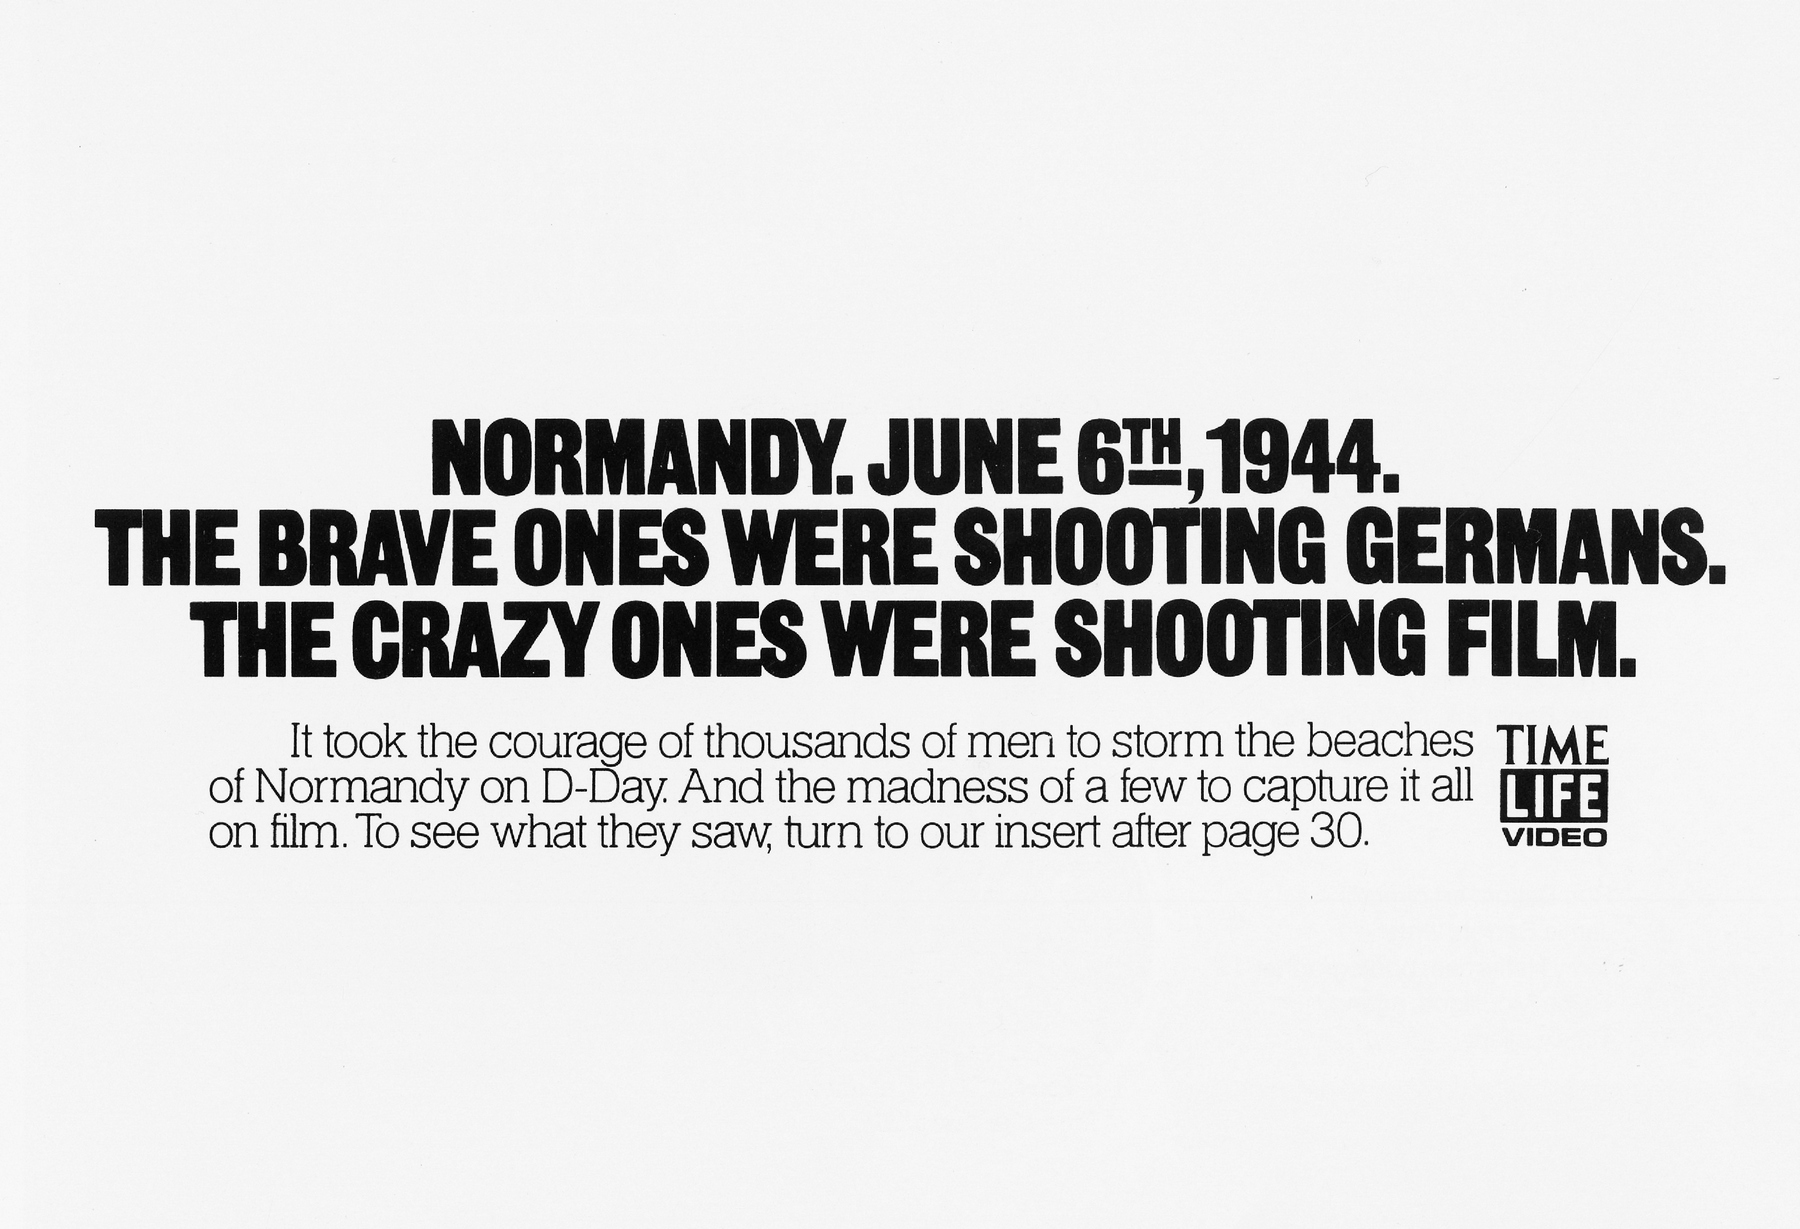 NORMANDY. JUNE 6TH, 1944.
THE BRAVE ONES WERE SHOOTING GERMANS.
THE CRAZY ONES WERE SHOOTING FILM.
It took the courage of thousands of men to storm the beaches
of Normandy on D-Day. And the madness of a few to capture it all
on film. To see what they saw, turn to our insert after page 30.
TIME
LIFE
VIDEO